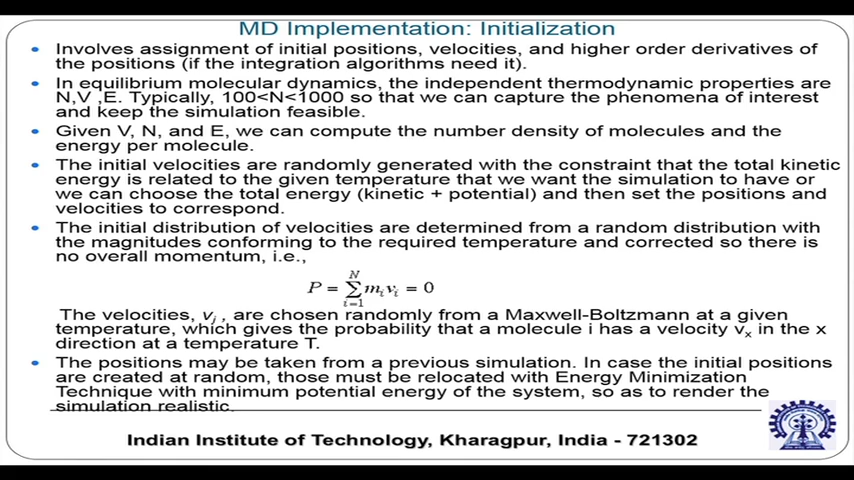 MD Implementation: Initialization
• Involves assignment of initial positions, velocities, and higher order derivatives of
the positions (if the integration algorithms need it).
• In equilibrium molecular dynamics, the independent thermodynamic properties are
N,V ,E. Typically, 100<N<1000 so that we can capture the phenomena of interest
and keep the simulation feasible.
• Given V, N, and E, we can compute the number density of molecules and the
energy per molecule.
• The initial velocities are randomly generated with the constraint that the total kinetic
energy is related to the given temperature that we want the simulation to have or
we can choose the total energy (kinetic + potential) and then set the positions and
velocities to correspond.
• The initial distribution of velocities are determined from a random distribution with
the magnitudes conforming to the required temperature and corrected so there is
no overall momentum, i.e.,
P = ∑_{i=1}^{N} m_i v_i = 0
The velocities, v_i , are chosen randomly from a Maxwell-Boltzmann at a given
temperature, which gives the probability that a molecule i has a velocity v_x in the x
direction at a temperature T.
• The positions may be taken from a previous simulation. In case the initial positions
are created at random, those must be relocated with Energy Minimization
Technique with minimum potential energy of the system, so as to render the
simulation realistic.
Indian Institute of Technology, Kharagpur, India - 721302